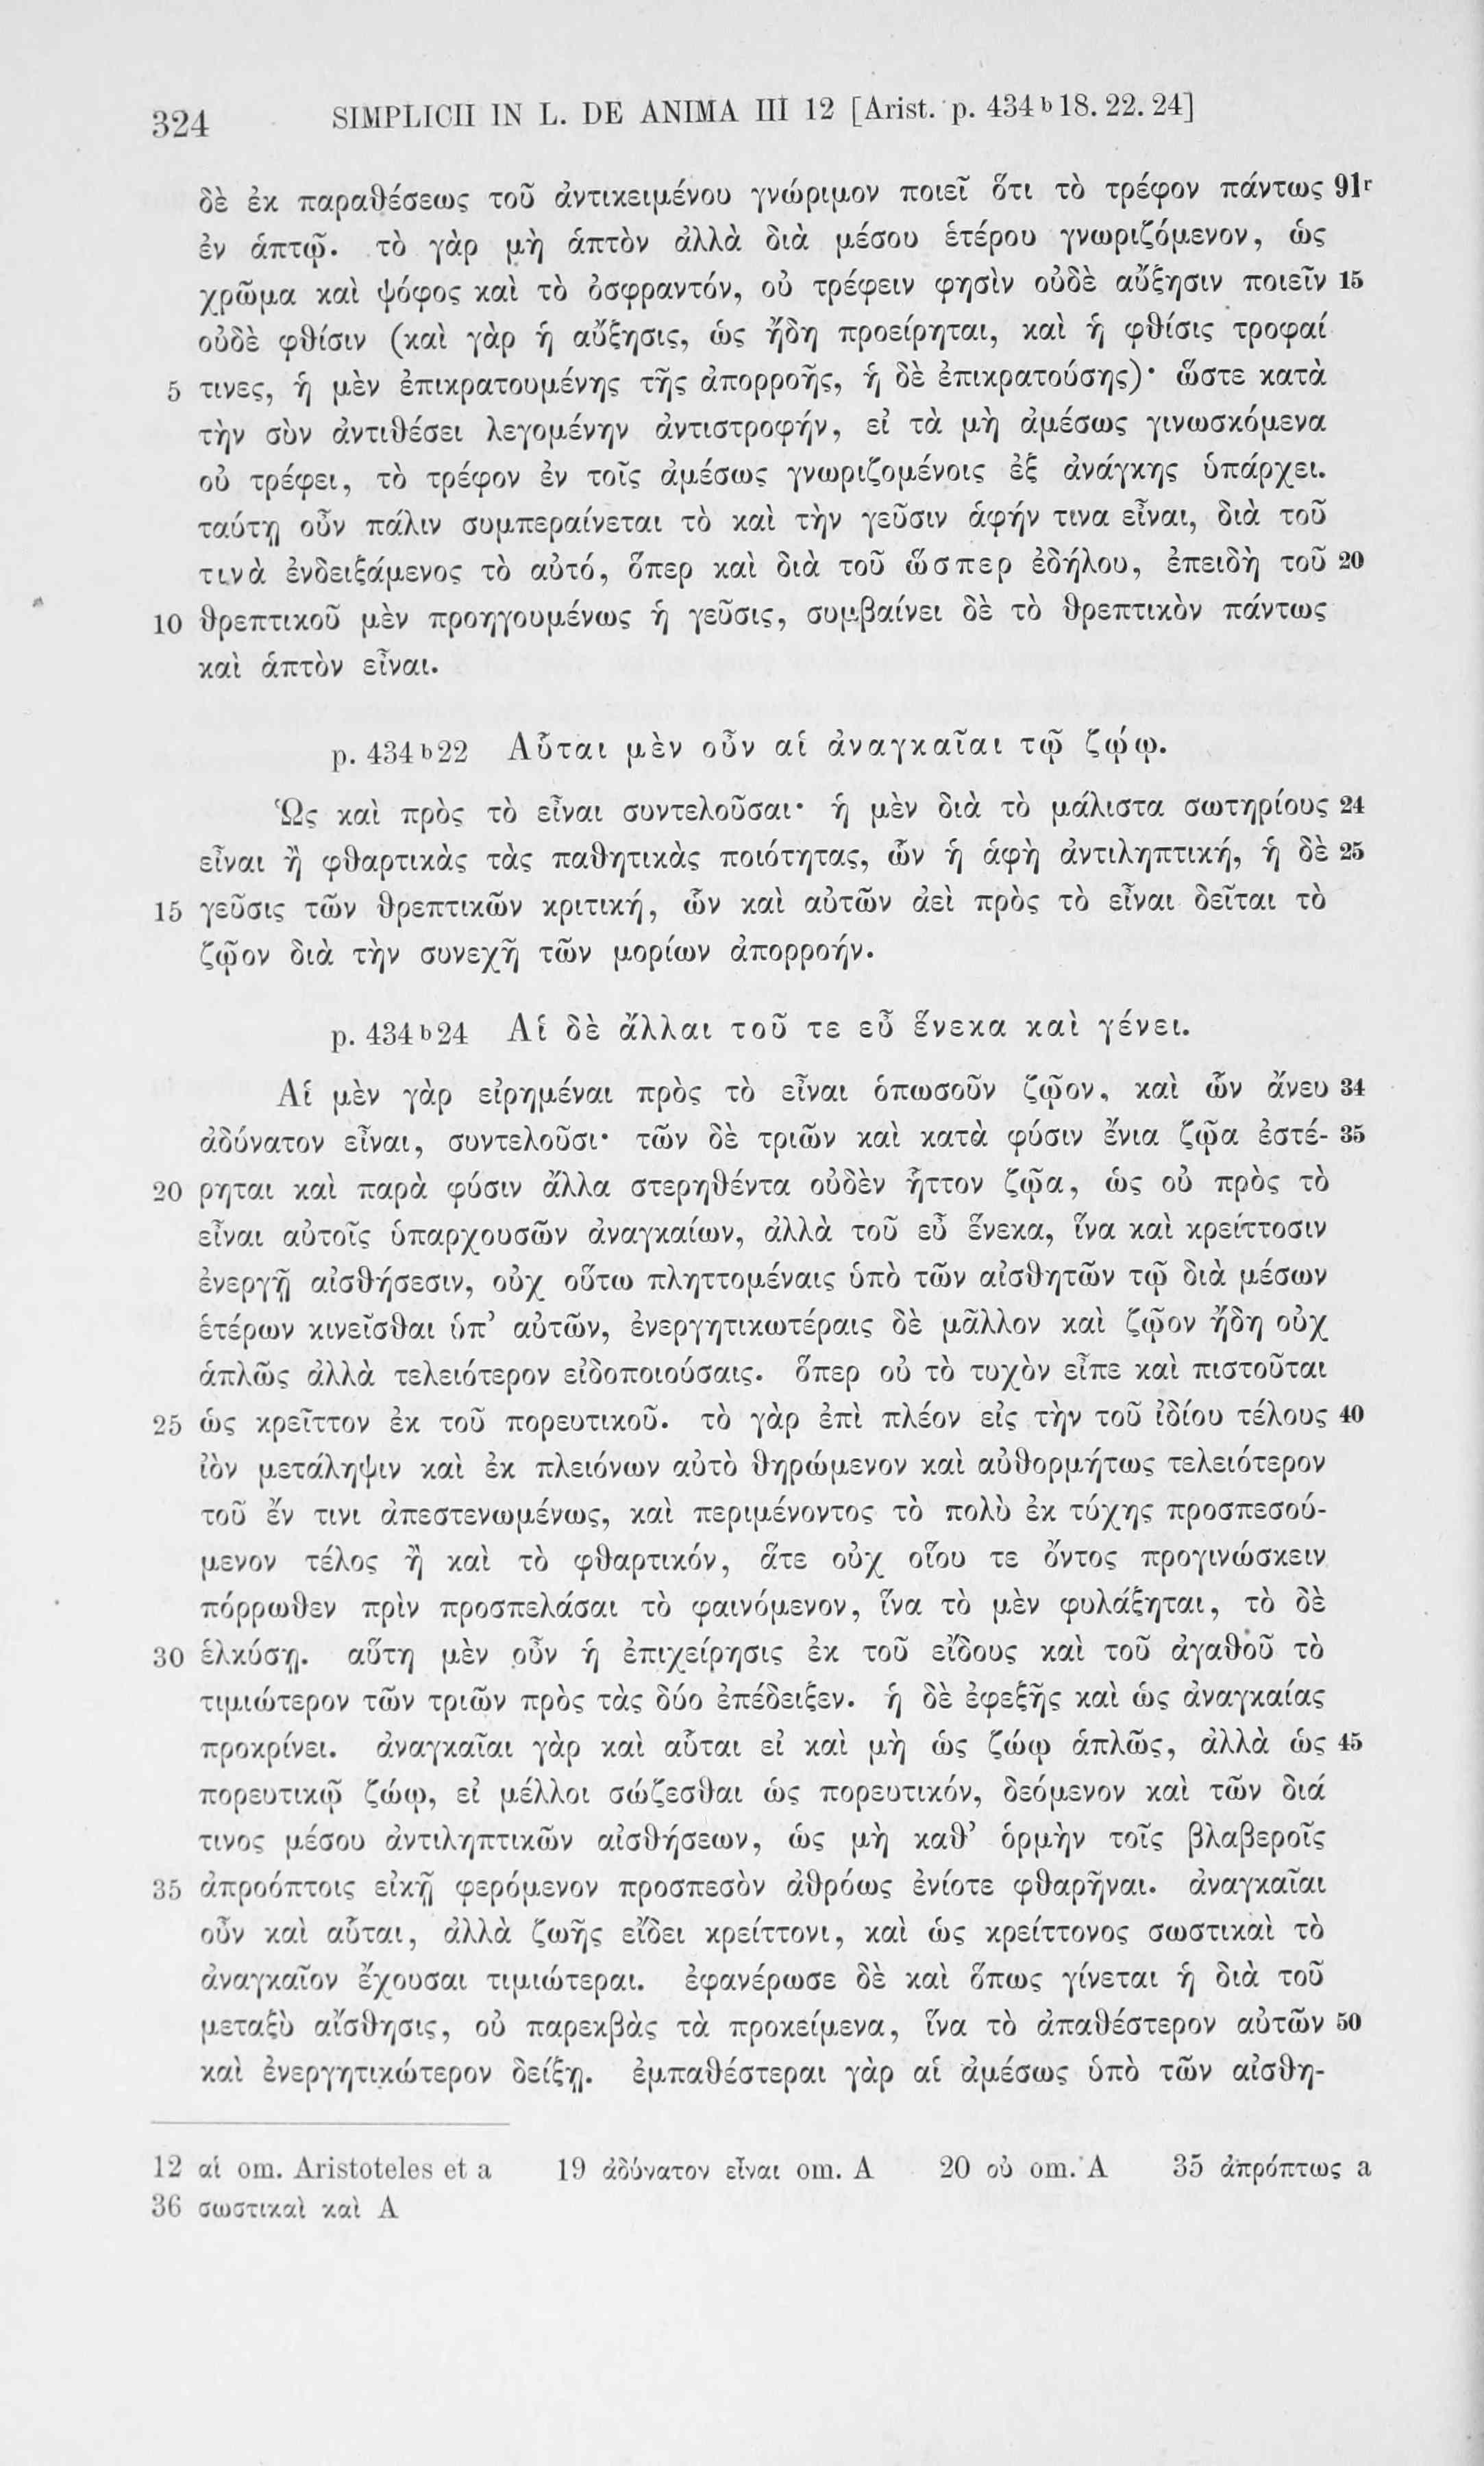 324 SIMPLICII IN L. DE ANIMA III 12 [Arist. p. 434 b 18. 22. 24]
δὲ ἐκ παραθέσεως τοῦ ἀντικειμένου γνώριμον ποιεῖ ὅτι τὸ τρέφον πάντως 91r
ἐν ἁπτῷ. τὸ γὰρ μὴ ἁπτὸν ἀλλὰ διὰ μέσου ἑτέρου γνωριζόμενον, ὡς
χρῶμα καὶ ψόφος καὶ τὸ ὀσφραντόν, οὐ τρέφειν φησὶν οὐδὲ αὔξησιν ποιεῖν 15
οὐδὲ φθίσιν (καὶ γὰρ ἡ αὔξησις, ὡς ἤδη προείρηται, καὶ ἡ φθίσις τροφαί
5 τινες, ἡ μὲν ἐπικρατουμένης τῆς ἀπορροῆς, ἡ δὲ ἐπικρατούσης)· ὥστε κατὰ
τὴν σὺν ἀντιθέσει λεγομένην ἀντιστροφήν, εἰ τὰ μὴ ἀμέσως γινωσκόμενα
οὐ τρέφει, τὸ τρέφον ἐν τοῖς ἀμέσως γνωριζομένοις ἐξ ἀνάγκης ὑπάρχει.
ταύτῃ οὖν πάλιν συμπεραίνεται τὸ καὶ τὴν γεῦσιν ἁφήν τινα εἶναι, διὰ τοῦ
τινὰ ἐνδειξάμενος τὸ αὐτό, ὅπερ καὶ διὰ τοῦ ὥσπερ ἐδήλου, ἐπειδὴ τοῦ 20
10 θρεπτικοῦ μὲν προηγουμένως ἡ γεῦσις, συμβαίνει δὲ τὸ θρεπτικὸν πάντως
καὶ ἁπτὸν εἶναι.
p. 434 b 22 Αὗται μὲν οὖν αἱ ἀναγκαῖαι τῷ ζῴῳ.
Ὡς καὶ πρὸς τὸ εἶναι συντελοῦσαι· ἡ μὲν διὰ τὸ μάλιστα σωτηρίους 24
εἶναι ἢ φθαρτικὰς τὰς παθητικὰς ποιότητας, ὧν ἡ ἁφὴ ἀντιληπτική, ἡ δὲ 25
15 γεῦσις τῶν θρεπτικῶν κριτική, ὧν καὶ αὐτῶν ἀεὶ πρὸς τὸ εἶναι δεῖται τὸ
ζῷον διὰ τὴν συνεχῆ τῶν μορίων ἀπορροήν.
p. 434 b 24 Αἱ δὲ ἄλλαι τοῦ τε εὖ ἕνεκα καὶ γένει.
Αἱ μὲν γὰρ εἰρημέναι πρὸς τὸ εἶναι ὁπωσοῦν ζῷον, καὶ ὧν ἄνευ 34
ἀδύνατον εἶναι, συντελοῦσι· τῶν δὲ τριῶν καὶ κατὰ φύσιν ἔνια ζῷα ἐστέ- 35
20 ρηται καὶ παρὰ φύσιν ἄλλα στερηθέντα οὐδὲν ἧττον ζῷα, ὡς οὐ πρὸς τὸ
εἶναι αὐτοῖς ὑπαρχουσῶν ἀναγκαίων, ἀλλὰ τοῦ εὖ ἕνεκα, ἵνα καὶ κρείττοσιν
ἐνεργῇ αἰσθήσεσιν, οὐχ οὕτω πληττομέναις ὑπὸ τῶν αἰσθητῶν τῷ διὰ μέσων
ἑτέρων κινεῖσθαι ὑπ’ αὐτῶν, ἐνεργητικωτέραις δὲ μᾶλλον καὶ ζῷον ἤδη οὐχ
ἁπλῶς ἀλλὰ τελειότερον εἰδοποιούσαις. ὅπερ οὐ τὸ τυχὸν εἶπε καὶ πιστοῦται
25 ὡς κρεῖττον ἐκ τοῦ πορευτικοῦ. τὸ γὰρ ἐπὶ πλέον εἰς τὴν τοῦ ἰδίου τέλους 40
ἰὸν μετάληψιν καὶ ἐκ πλειόνων αὐτὸ θηρώμενον καὶ αὐθορμήτως τελειότερον
τοῦ ἔν τινι ἀπεστενωμένως, καὶ περιμένοντος τὸ πολὺ ἐκ τύχης προσπεσού-
μενον τέλος ἢ καὶ τὸ φθαρτικόν, ἅτε οὐχ οἵου τε ὄντος προγινώσκειν
πόρρωθεν πρὶν προσπελάσαι τὸ φαινόμενον, ἵνα τὸ μὲν φυλάξηται, τὸ δὲ
30 ἑλκύσῃ. αὕτη μὲν οὖν ἡ ἐπιχείρησις ἐκ τοῦ εἴδους καὶ τοῦ ἀγαθοῦ τὸ
τιμιώτερον τῶν τριῶν πρὸς τὰς δύο ἐπέδειξεν. ἡ δὲ ἐφεξῆς καὶ ὡς ἀναγκαίας
προκρίνει. ἀναγκαῖαι γὰρ καὶ αὗται εἰ καὶ μὴ ὡς ζώῳ ἁπλῶς, ἀλλὰ ὡς 45
πορευτικῷ ζώῳ, εἰ μέλλοι σώζεσθαι ὡς πορευτικόν, δεόμενον καὶ τῶν διά
τινος μέσου ἀντιληπτικῶν αἰσθήσεων, ὡς μὴ καθ’ ὁρμὴν τοῖς βλαβεροῖς
35 ἀπροόπτοις εἰκῇ φερόμενον προσπεσὸν ἀθρόως ἐνίοτε φθαρῆναι. ἀναγκαῖαι
οὖν καὶ αὗται, ἀλλὰ ζωῆς εἴδει κρείττονι, καὶ ὡς κρείττονος σωστικαὶ τὸ
ἀναγκαῖον ἔχουσαι τιμιώτεραι. ἐφανέρωσε δὲ καὶ ὅπως γίνεται ἡ διὰ τοῦ
μεταξὺ αἴσθησις, οὐ παρεκβὰς τὰ προκείμενα, ἵνα τὸ ἀπαθέστερον αὐτῶν 50
καὶ ἐνεργητικώτερον δείξῃ. ἐμπαθέστεραι γὰρ αἱ ἀμέσως ὑπὸ τῶν αἰσθη-
12 αἱ om. Aristoteles et a 19 ἀδύνατον εἶναι om. A 20 οὐ om. A 35 ἀπρόπτως a
36 σωστικαὶ καὶ A